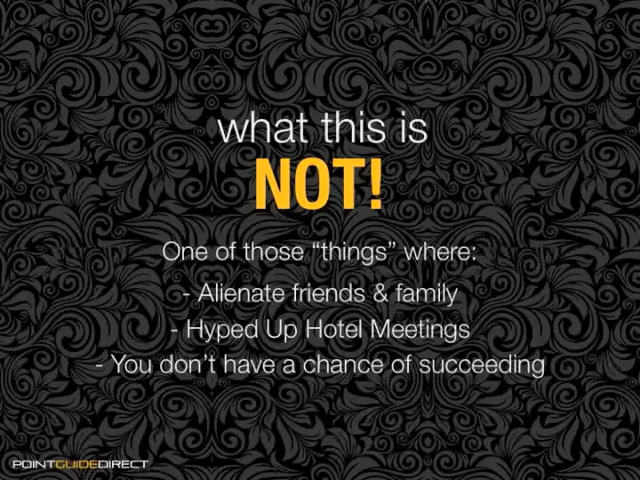 what this is
NOT!
One of those “things” where:
- Alienate friends & family
- Hyped Up Hotel Meetings
- You don’t have a chance of succeeding
POINTGUIDEDIRECT